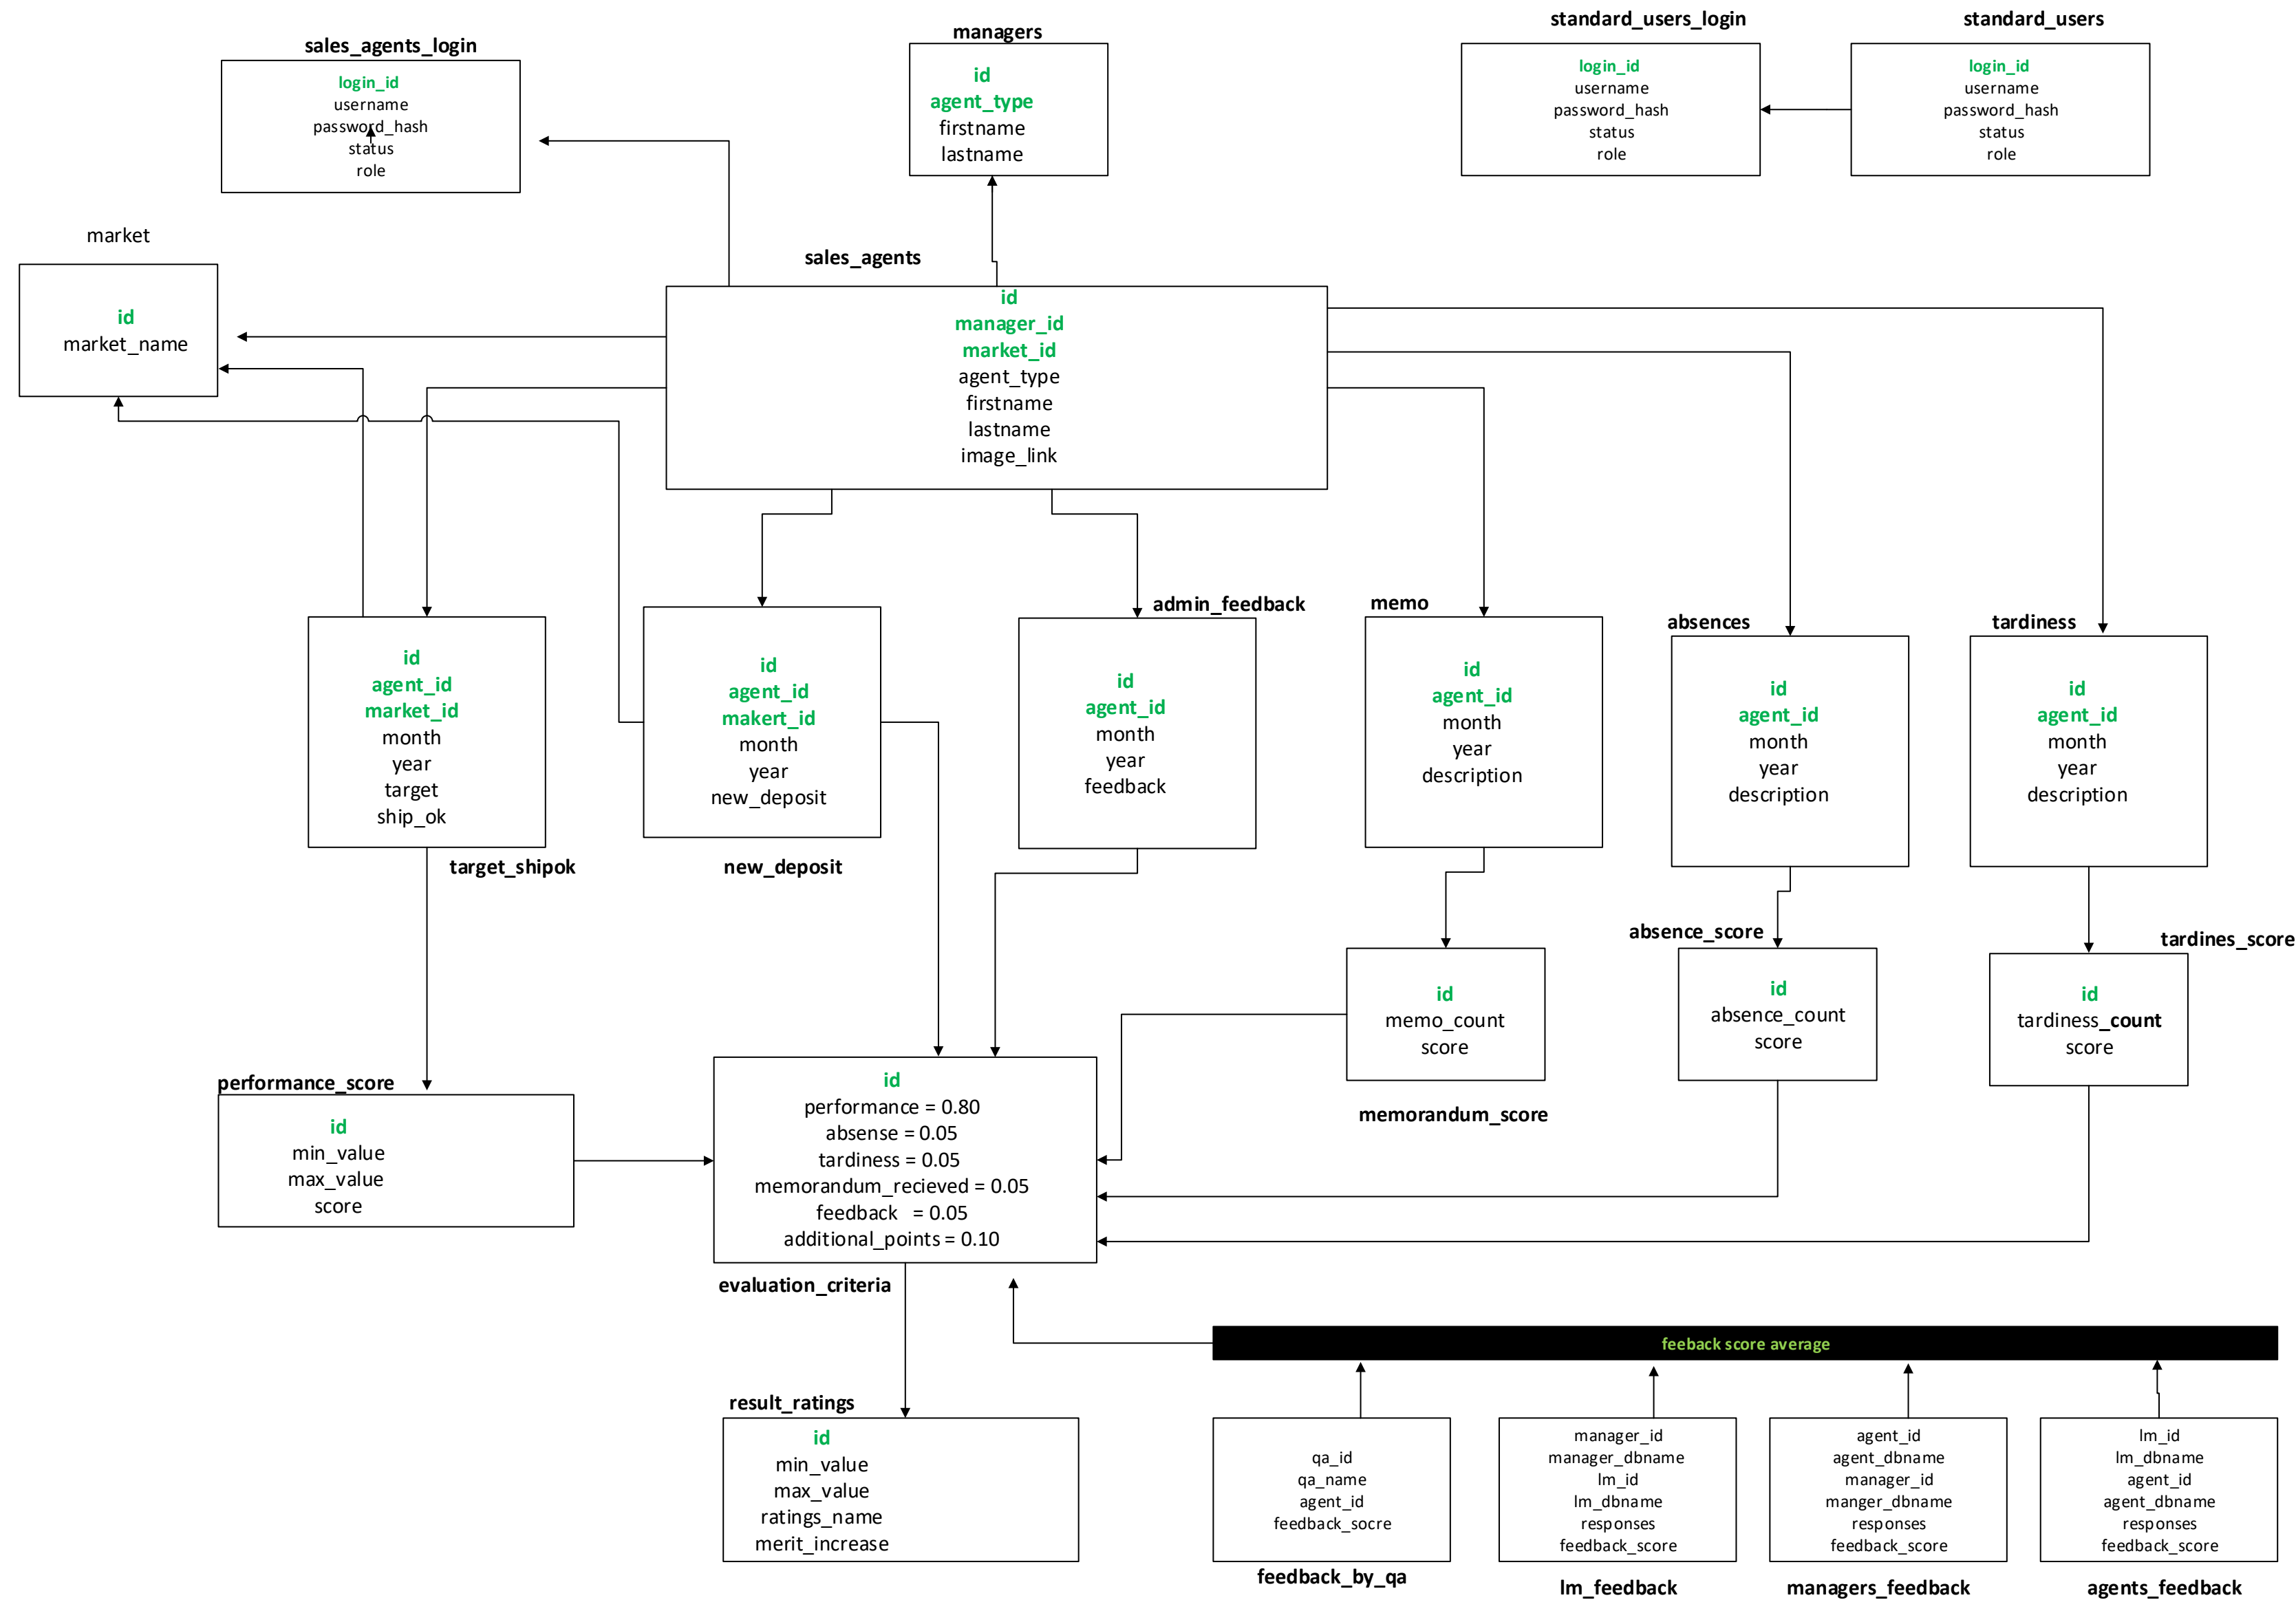 standard_users_login
standard_users
managers
sales_agents_login
login_id
username
password_hash
status
role
id
agent_type
firstname
lastname
login_id
username
password_hash
status
role
login_id
username
password_hash
status
role
market
id
market_name
sales_agents
id
manager_id
market_id
agent_type
firstname
lastname
image_link
id
agent_id
market_id
month
year
target
ship_ok
target_shipok
id
agent_id
makert_id
month
year
new_deposit
new_deposit
admin_feedback
id
agent_id
month
year
feedback
memo
id
agent_id
month
year
description
absences
id
agent_id
month
year
description
tardiness
id
agent_id
month
year
description
performance_score
id
min_value
max_value
score
id
performance = 0.80
absense = 0.05
tardiness = 0.05
memorandum_recieved = 0.05
feedback = 0.05
additional_points = 0.10
evaluation_criteria
id
memo_count
score
memorandum_score
absence_score
id
absence_count
score
tardines_score
id
tardiness_count
score
feeback score average
result_ratings
id
min_value
max_value
ratings_name
merit_increase
qa_id
qa_name
agent_id
feedback_socre
feedback_by_qa
manager_id
manager_dbname
lm_id
lm_dbname
responses
feedback_score
lm_feedback
agent_id
agent_dbname
manager_id
manger_dbname
responses
feedback_score
managers_feedback
lm_id
lm_dbname
agent_id
agent_dbname
responses
feedback_score
agents_feedback